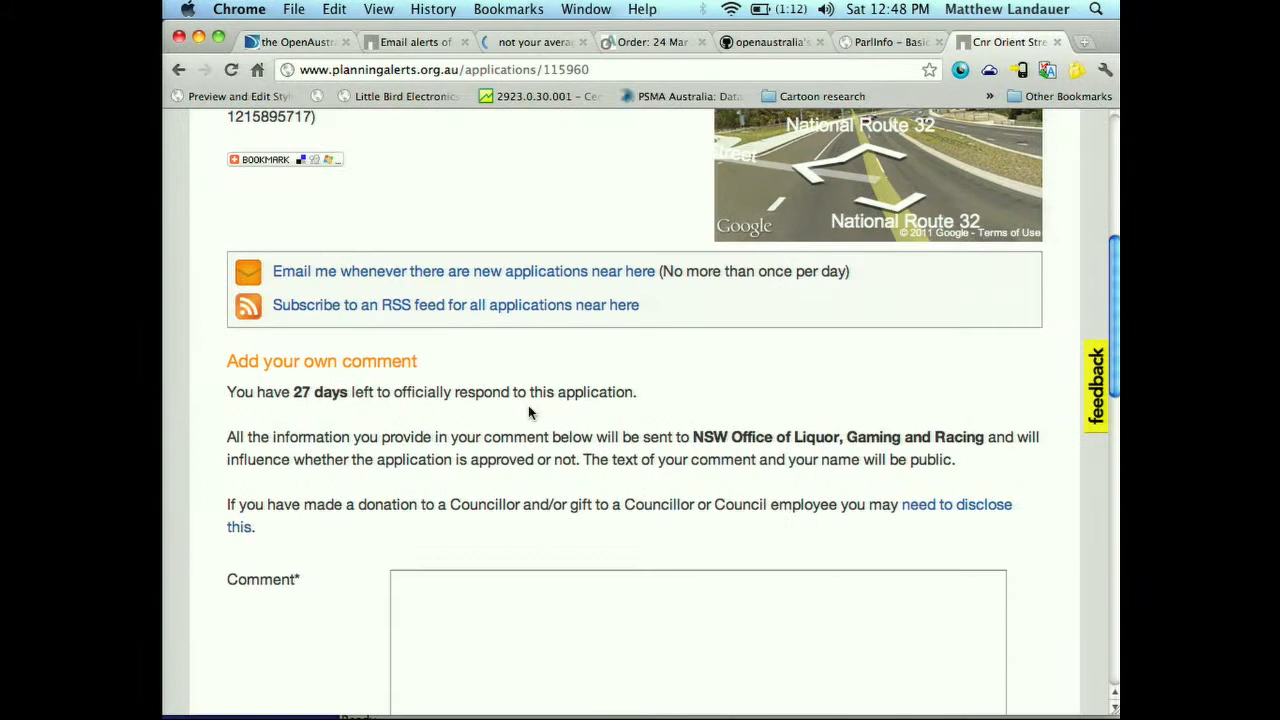 Chrome File Edit View History Bookmarks Window Help (1:12) Sat 12:48 PM Matthew Landauer
the OpenAustr Email alerts of not your avera Order: 24 Mar openaustralia's ParlInfo – Basic Cnr Orient Stre
www.planningalerts.org.au/applications/115960
Preview and Edit Styl Little Bird Electronics 2923.0.30.001 - Ce PSMA Australia: Data Cartoon research » Other Bookmarks
1215895717)
National Route 32
treet
BOOKMARK
National Route 32
Google
© 2011 Google - Terms of Use
Email me whenever there are new applications near here (No more than once per day)
Subscribe to an RSS feed for all applications near here
feedback
Add your own comment
You have 27 days left to officially respond to this application.
All the information you provide in your comment below will be sent to NSW Office of Liquor, Gaming and Racing and will
influence whether the application is approved or not. The text of your comment and your name will be public.
If you have made a donation to a Councillor and/or gift to a Councillor or Council employee you may need to disclose
this.
Comment*